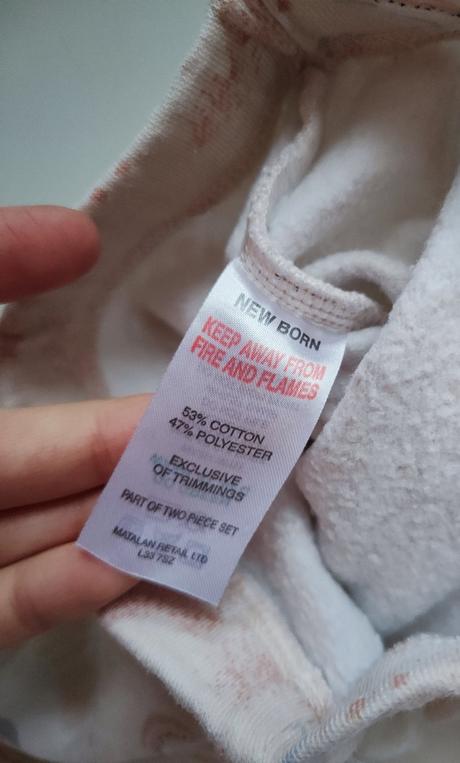 NEW BORN
KEEP AWAY FROM
FIRE AND FLAMES
53% COTTON
47% POLYESTER
EXCLUSIVE
OF TRIMMINGS
PART OF TWO PIECE SET
MATALAN RETAIL LTD
L33 7SZ